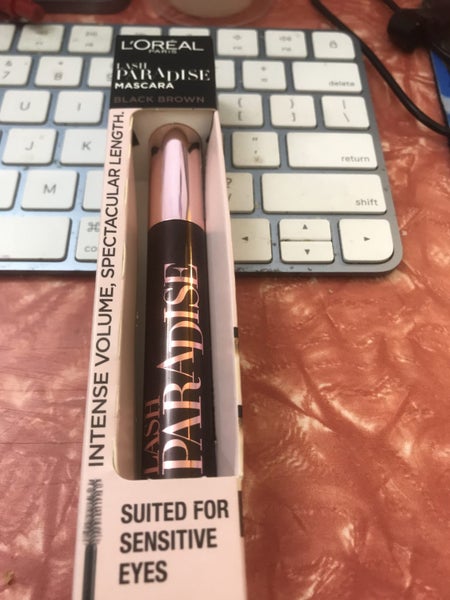 L'ORÉAL
PARIS
LASH
PARADISE
MASCARA
BLACK BROWN
INTENSE VOLUME, SPECTACULAR LENGTH.
LASH
PARADISE
SUITED FOR
SENSITIVE
EYES
delete
return
shift
U
I
J
K
L
N
M
⌘